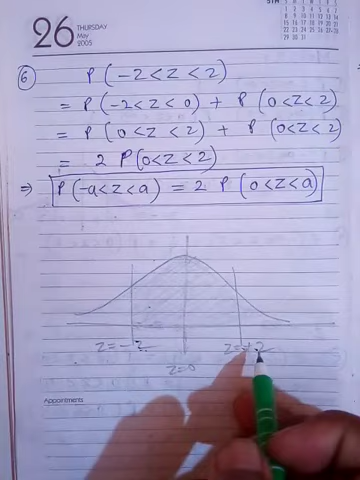 26 THURSDAY
May
2005
6 P(-2<Z<2)
= P(-2<Z<0) + P(0<Z<2)
= P(0<Z<2) + P(0<Z<2)
= 2 P(0<Z<2)
⇒ P(-a<Z<a) = 2 P(0<Z<a)
Z=-2 Z=+2
Z=0
Appointments